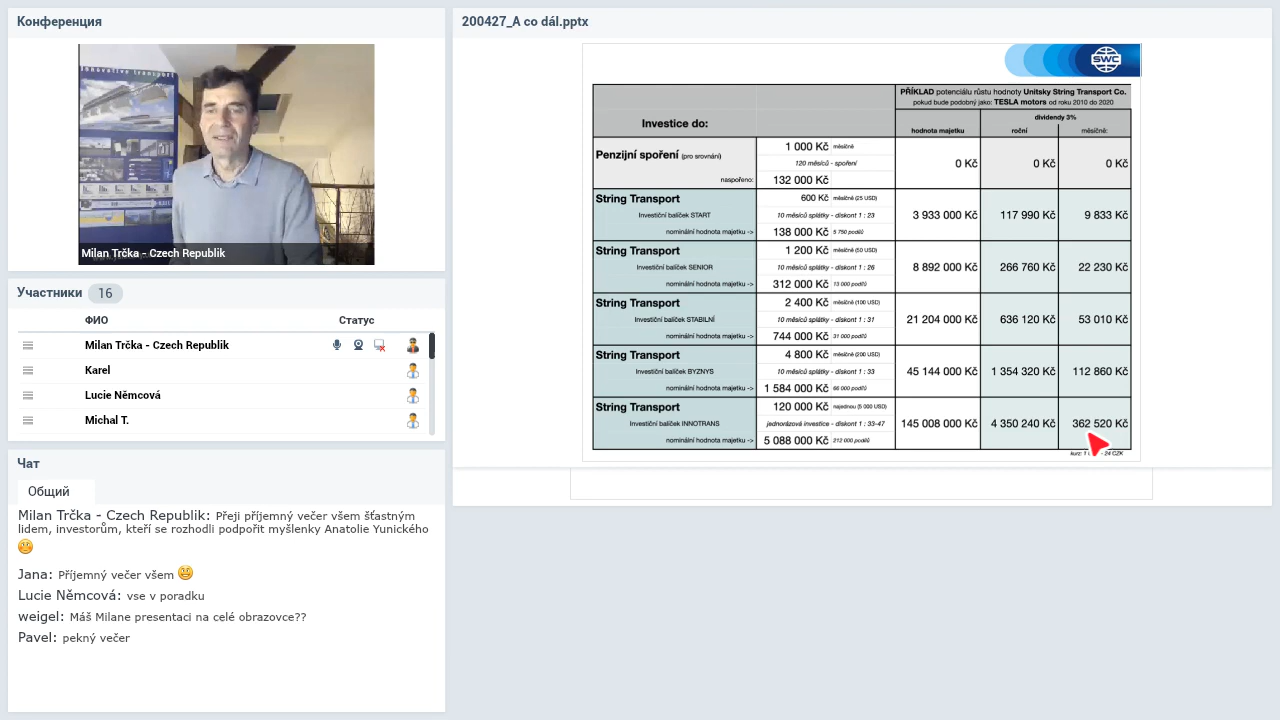 Конференция
innovative transport
Milan Trčka - Czech Republik
Участники 16
ФИО Статус
Milan Trčka - Czech Republik
Karel
Lucie Němcová
Michal T.
Чат
Общий
Milan Trčka - Czech Republik: Přeji příjemný večer všem šťastným
lidem, investorům, kteří se rozhodli podpořit myšlenky Anatolie Yunického
Jana: Příjemný večer všem
Lucie Němcová: vse v poradku
weigel: Máš Milane presentaci na celé obrazovce??
Pavel: pekný večer
200427_A co dál.pptx
SWC
PŘÍKLAD potenciálu růstu hodnoty Unitsky String Transport Co.
pokud bude podobný jako: TESLA motors od roku 2010 do 2020
Investice do:
dividendy 3%
hodnota majetku roční měsíčně:
Penzijní spoření (pro srovnání) 1 000 Kč měsíčně
120 měsíců - spoření 0 Kč 0 Kč 0 Kč
naspořeno: 132 000 Kč
String Transport 600 Kč měsíčně (25 USD)
Investiční balíček START 10 měsíců splátky - diskont 1 : 23 3 933 000 Kč 117 990 Kč 9 833 Kč
nominální hodnota majetku -> 138 000 Kč 5 750 podílů
String Transport 1 200 Kč měsíčně (50 USD)
Investiční balíček SENIOR 10 měsíců splátky - diskont 1 : 26 8 892 000 Kč 266 760 Kč 22 230 Kč
nominální hodnota majetku -> 312 000 Kč 13 000 podílů
String Transport 2 400 Kč měsíčně (100 USD)
Investiční balíček STABILNÍ 10 měsíců splátky - diskont 1 : 31 21 204 000 Kč 636 120 Kč 53 010 Kč
nominální hodnota majetku -> 744 000 Kč 31 000 podílů
String Transport 4 800 Kč měsíčně (200 USD)
Investiční balíček BYZNYS 10 měsíců splátky - diskont 1 : 33 45 144 000 Kč 1 354 320 Kč 112 860 Kč
nominální hodnota majetku -> 1 584 000 Kč 66 000 podílů
String Transport 120 000 Kč najednou (5 000 USD)
Investiční balíček INNOTRANS jednorázová investice - diskont 1 : 33-47 145 008 000 Kč 4 350 240 Kč 362 520 Kč
nominální hodnota majetku -> 5 088 000 Kč 212 000 podílů
kurz: 1 - 24 CZK